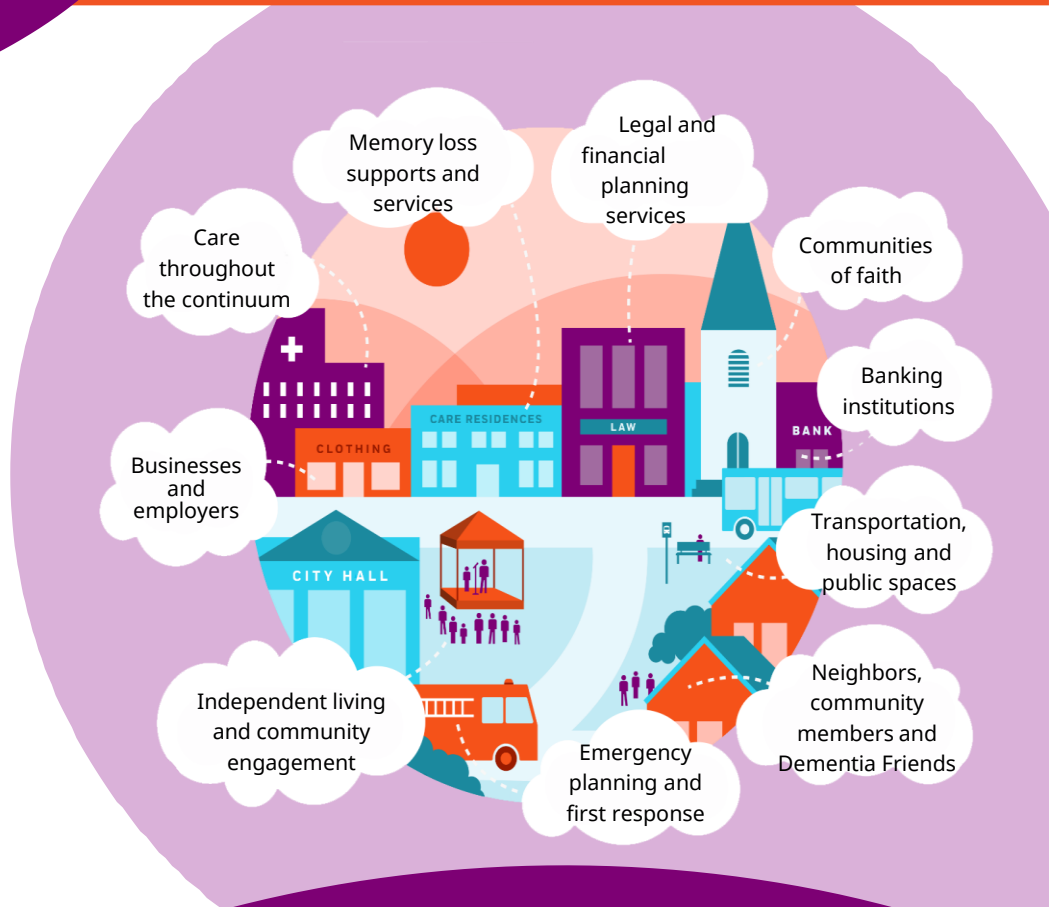 Memory loss
supports and
services
Legal and
financial
planning
services
Care
throughout
the continuum
Communities
of faith
Banking
institutions
BANK
CARE RESIDENCES
LAW
CLOTHING
Businesses
and
employers
Transportation,
housing and
public spaces
CITY HALL
Independent living
and community
engagement
Neighbors,
community
members and
Dementia Friends
Emergency
planning and
first response